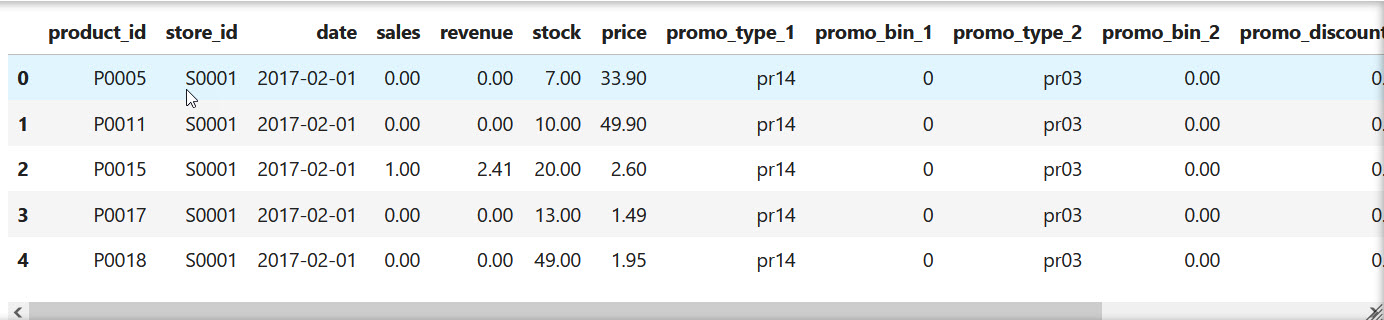 product_id store_id date sales revenue stock price promo_type_1 promo_bin_1 promo_type_2 promo_bin_2 promo_discount
0 P0005 S0001 2017-02-01 0.00 0.00 7.00 33.90 pr14 0 pr03 0.00 0.
1 P0011 S0001 2017-02-01 0.00 0.00 10.00 49.90 pr14 0 pr03 0.00 0.
2 P0015 S0001 2017-02-01 1.00 2.41 20.00 2.60 pr14 0 pr03 0.00 0.
3 P0017 S0001 2017-02-01 0.00 0.00 13.00 1.49 pr14 0 pr03 0.00 0.
4 P0018 S0001 2017-02-01 0.00 0.00 49.00 1.95 pr14 0 pr03 0.00 0.